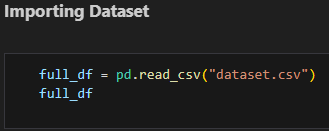 Importing Dataset
full_df = pd.read_csv("dataset.csv")
full_df